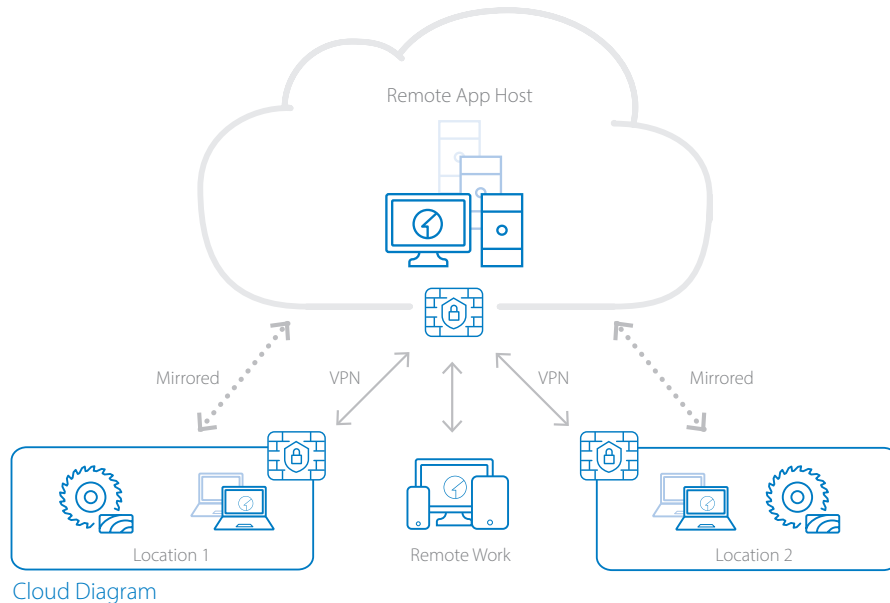 Remote App Host
Mirrored
VPN
VPN
Mirrored
Location 1
Remote Work
Location 2
Cloud Diagram